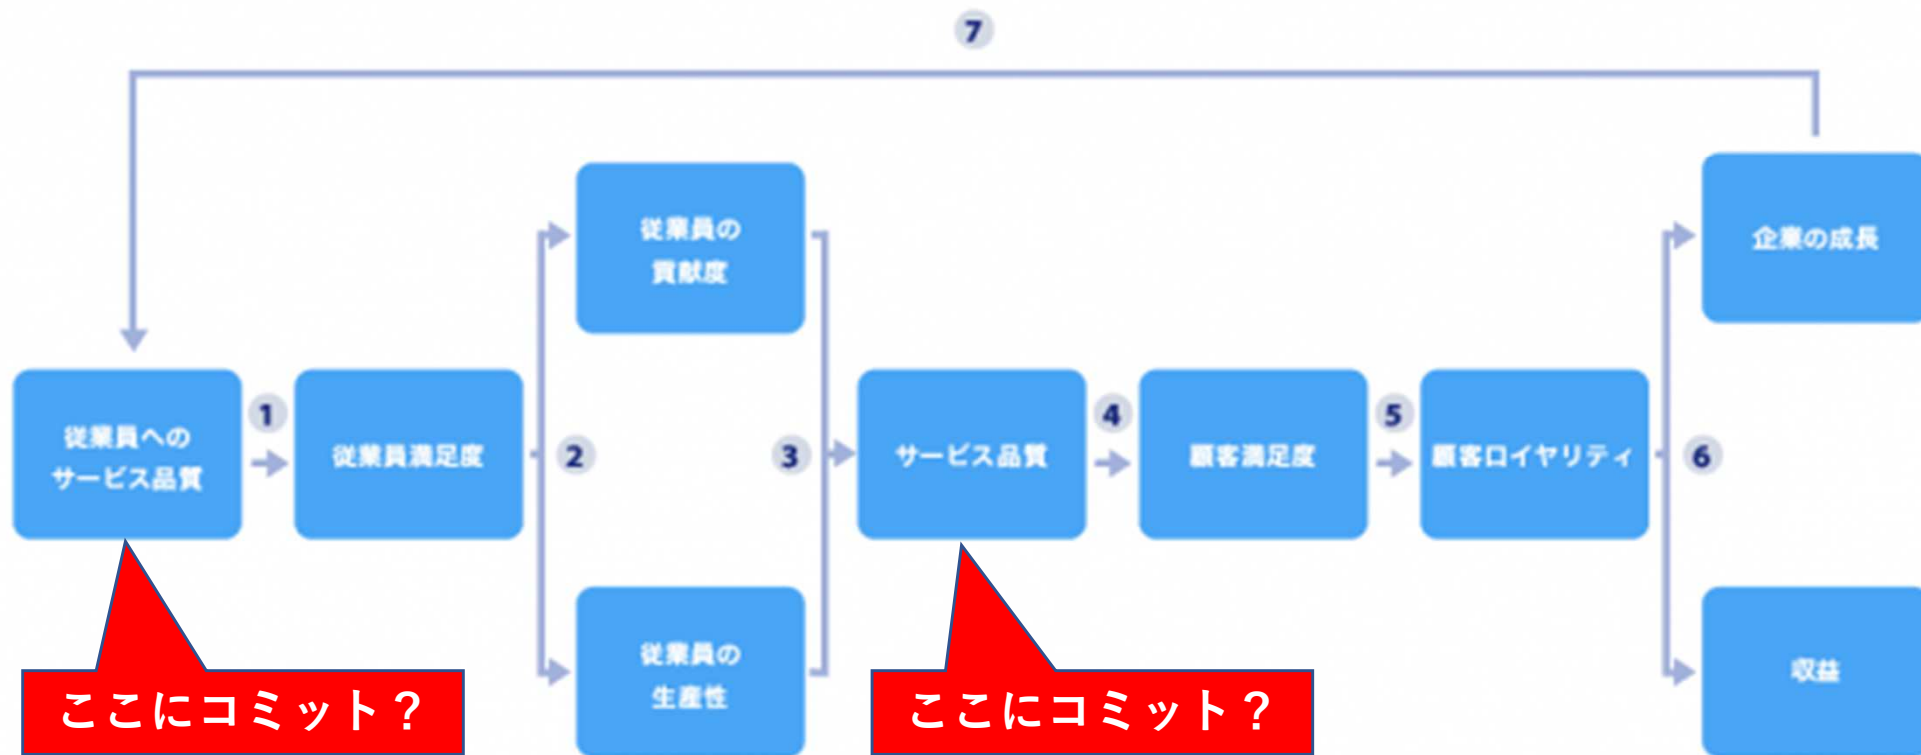 7
従業員の
貢献度
企業の成長
従業員への
サービス品質
1
従業員満足度
2
3
サービス品質
4
顧客満足度
5
顧客ロイヤリティ
6
従業員の
生産性
収益
ここにコミット？
ここにコミット？